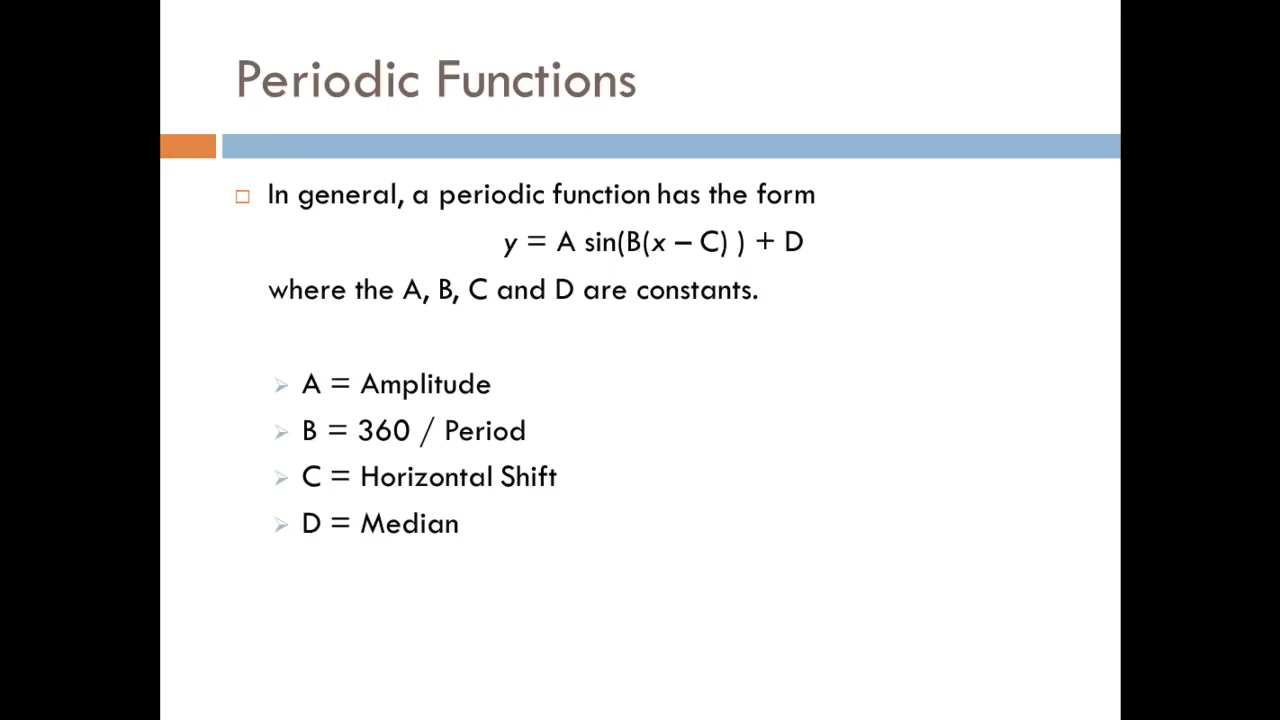 Periodic Functions
In general, a periodic function has the form
y = A sin(B(x – C) ) + D
where the A, B, C and D are constants.
A = Amplitude
B = 360 / Period
C = Horizontal Shift
D = Median